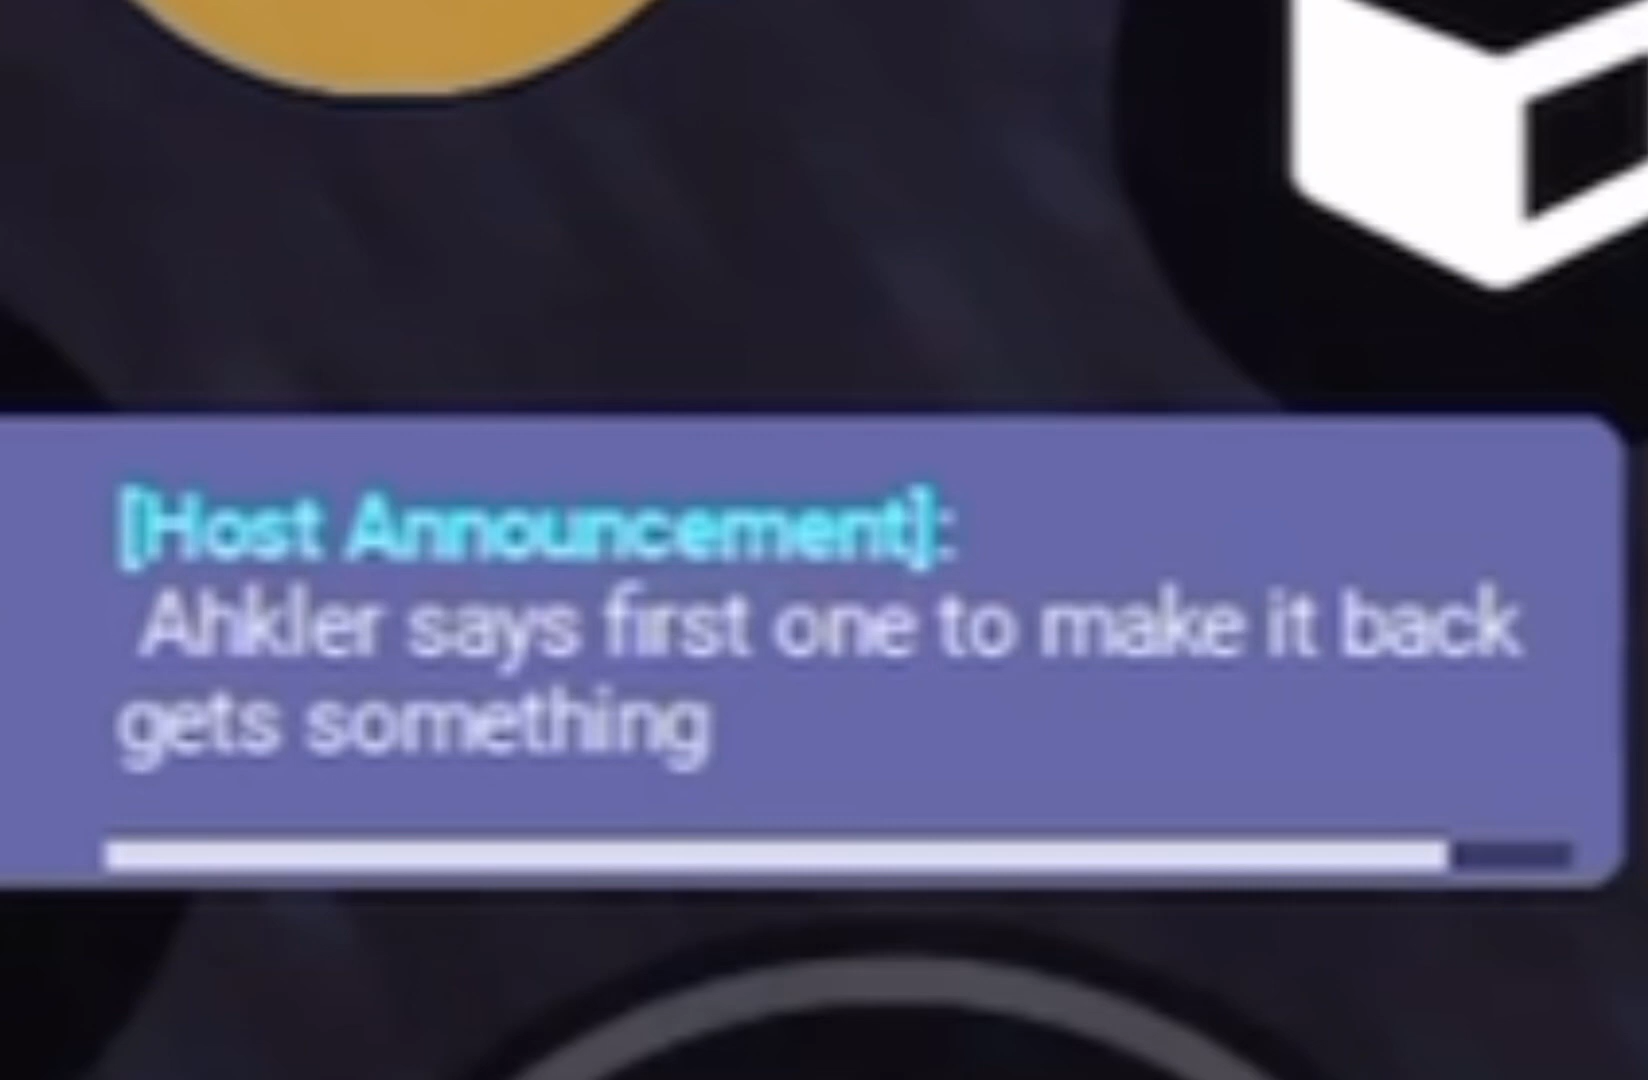 [Host Announcement]:
Ahkler says first one to make it back
gets something